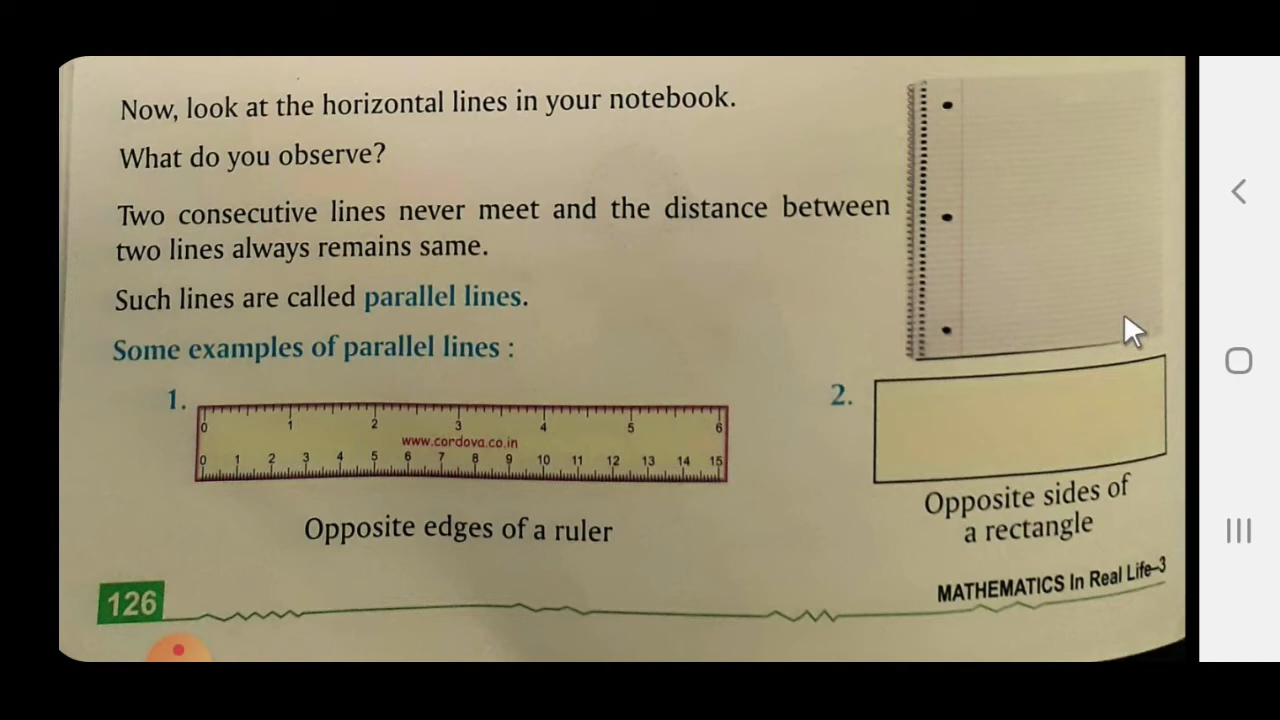 Now, look at the horizontal lines in your notebook.
What do you observe?
Two consecutive lines never meet and the distance between
two lines always remains same.
Such lines are called parallel lines.
Some examples of parallel lines :
1.
0 1 2 3 4 5 6
www.cordova.co.in
0 1 2 3 4 5 6 7 8 9 10 11 12 13 14 15
Opposite edges of a ruler
2.
Opposite sides of
a rectangle
126
MATHEMATICS In Real Life–3